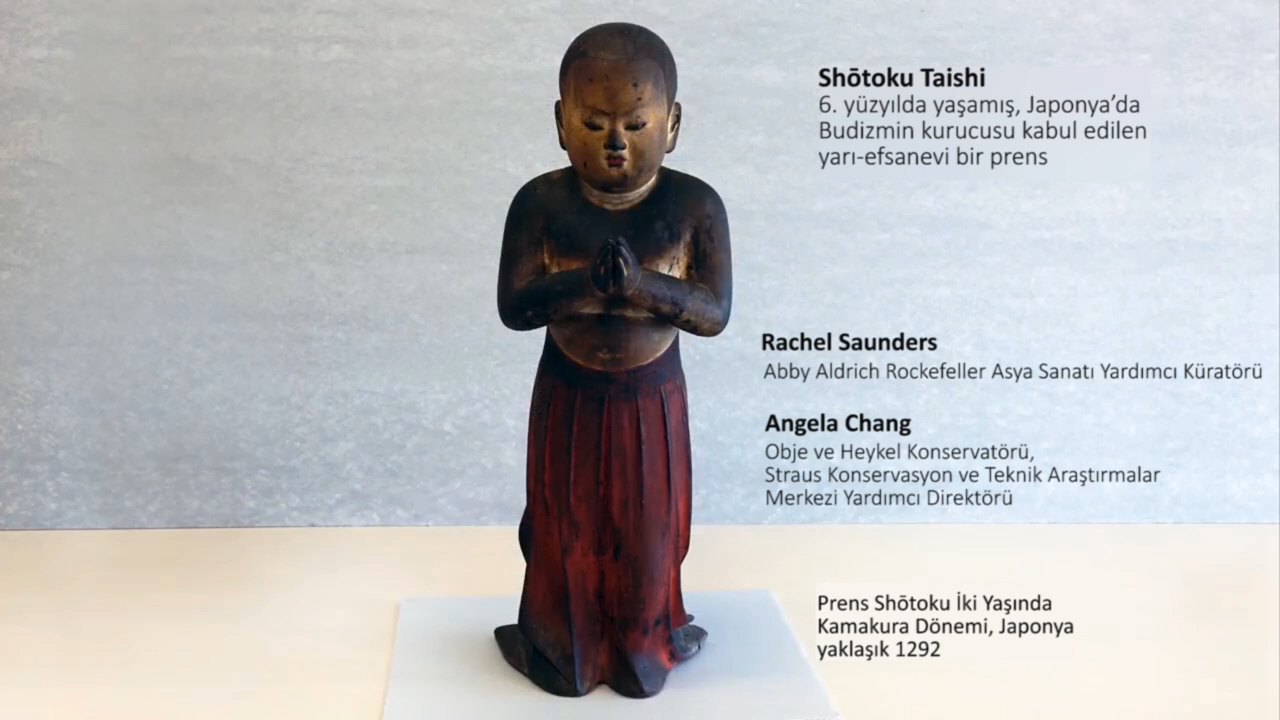 Shōtoku Taishi
6. yüzyılda yaşamış, Japonya’da
Budizmin kurucusu kabul edilen
yarı-efsanevi bir prens
Rachel Saunders
Abby Aldrich Rockefeller Asya Sanatı Yardımcı Küratörü
Angela Chang
Obje ve Heykel Konservatörü,
Straus Konservasyon ve Teknik Araştırmalar
Merkezi Yardımcı Direktörü
Prens Shōtoku İki Yaşında
Kamakura Dönemi, Japonya
yaklaşık 1292